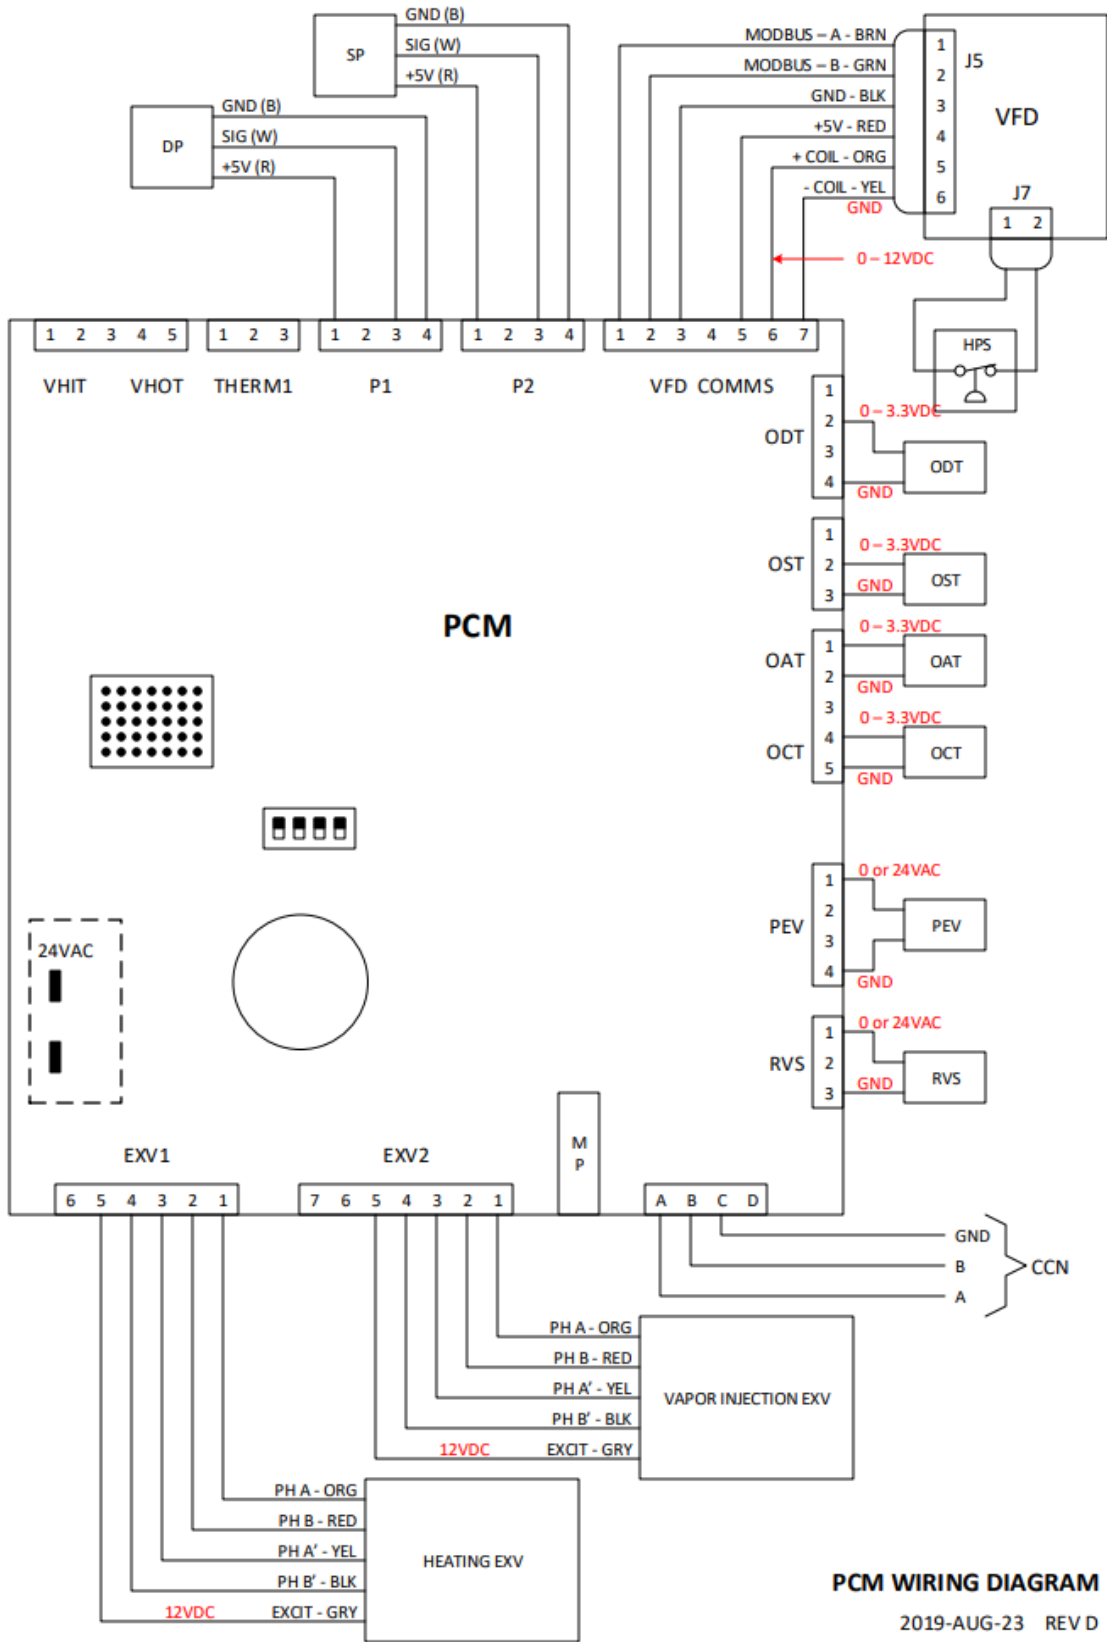 GND (B)
SP
SIG (W)
+5V (R)
GND (B)
DP
SIG (W)
+5V (R)
MODBUS – A - BRN
MODBUS – B - GRN
GND - BLK
+5V - RED
+ COIL - ORG
- COIL - YEL
GND
1
2
3
4
5
6
J5
VFD
J7
1 2
0 – 12VDC
HPS
1 2 3 4 5
1 2 3
1 2 3 4
1 2 3 4
1 2 3 4 5 6 7
VHIT VHOT THERM1 P1 P2 VFD COMMS
ODT
1
2
3
4
0 – 3.3VDC
GND
ODT
OST
1
2
3
0 – 3.3VDC
GND
OST
PCM
OAT
OCT
1
2
3
4
5
0 – 3.3VDC
GND
OAT
0 – 3.3VDC
GND
OCT
PEV
1
2
3
4
0 or 24VAC
GND
PEV
24VAC
RVS
1
2
3
0 or 24VAC
GND
RVS
EXV1
EXV2
M
P
6 5 4 3 2 1
7 6 5 4 3 2 1
A B C D
GND
B
A
CCN
PH A - ORG
PH B - RED
PH A' - YEL
PH B' - BLK
12VDC EXCIT - GRY
VAPOR INJECTION EXV
PH A - ORG
PH B - RED
PH A' - YEL
PH B' - BLK
12VDC EXCIT - GRY
HEATING EXV
PCM WIRING DIAGRAM
2019-AUG-23 REV D